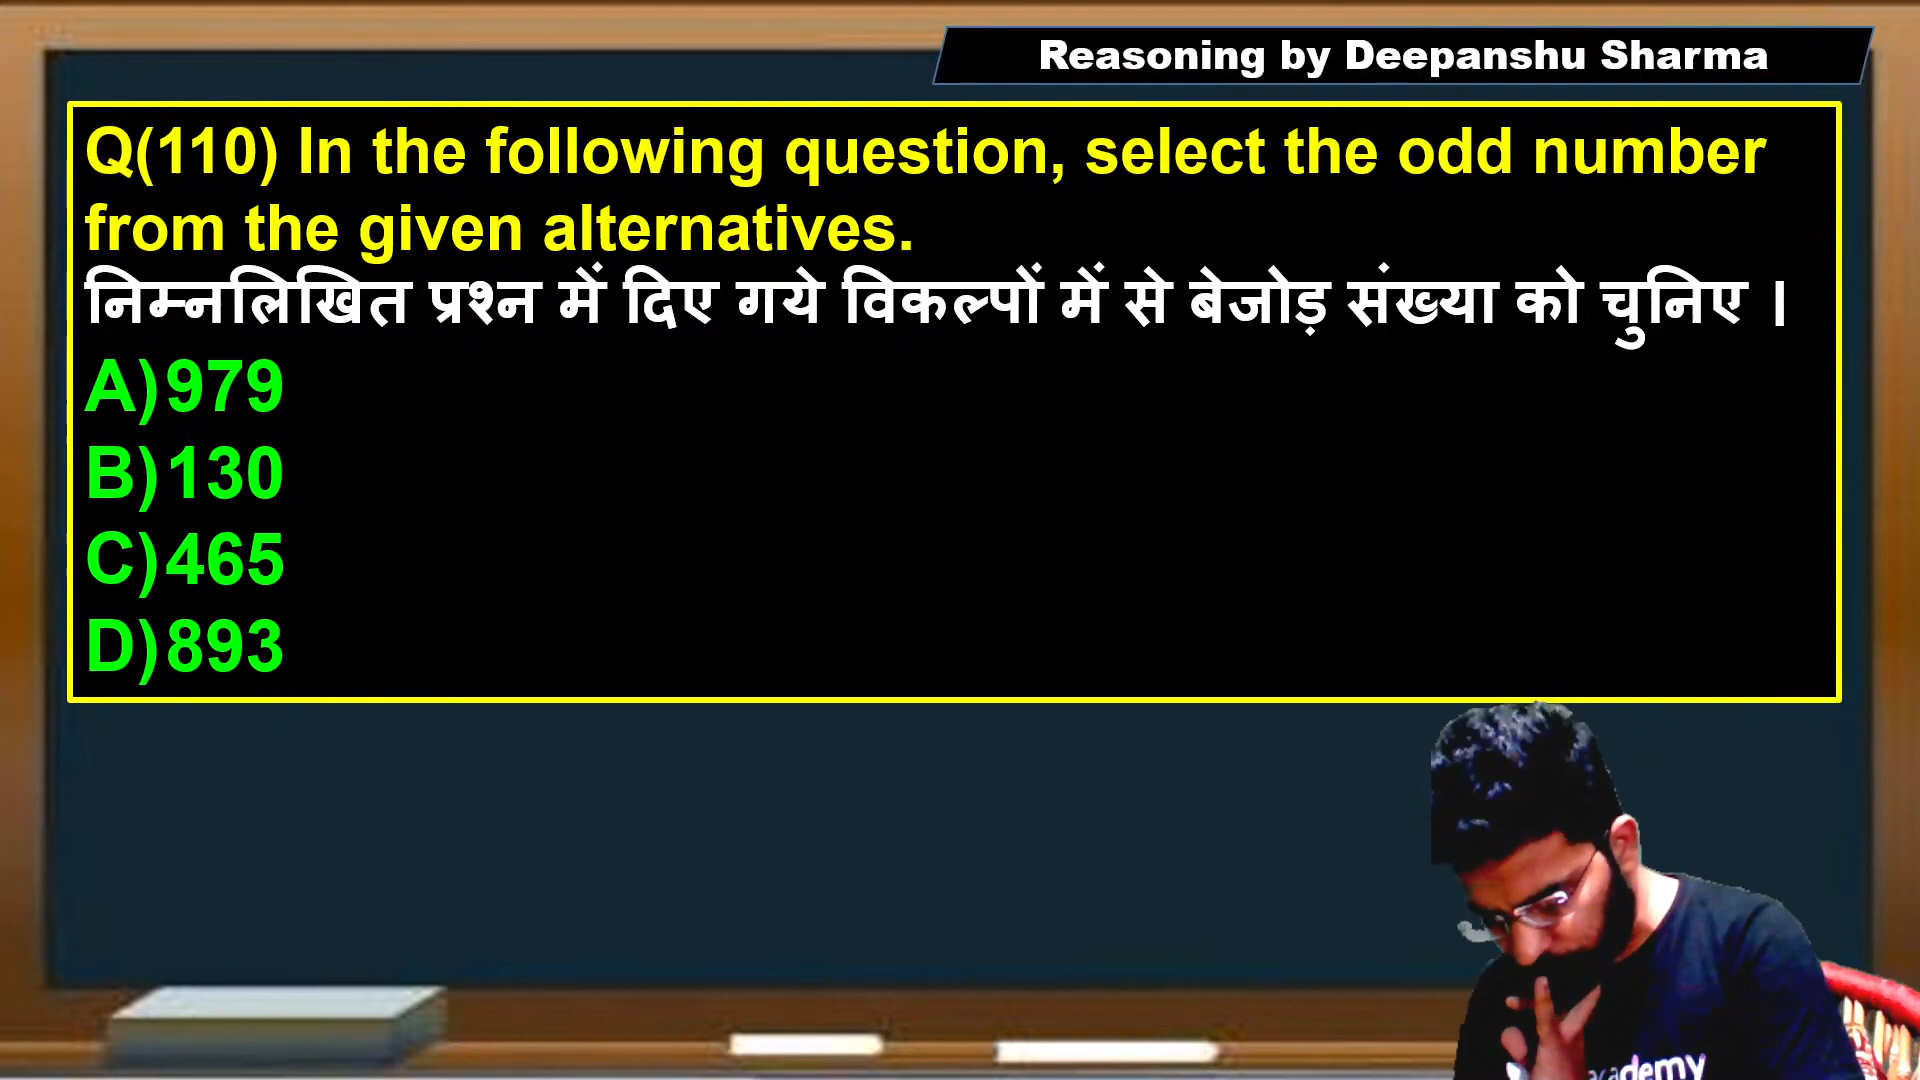 Reasoning by Deepanshu Sharma
Q(110) In the following question, select the odd number
from the given alternatives.
निम्नलिखित प्रश्न में दिए गये विकल्पों में से बेजोड़ संख्या को चुनिए ।
A)979
B)130
C)465
D)893